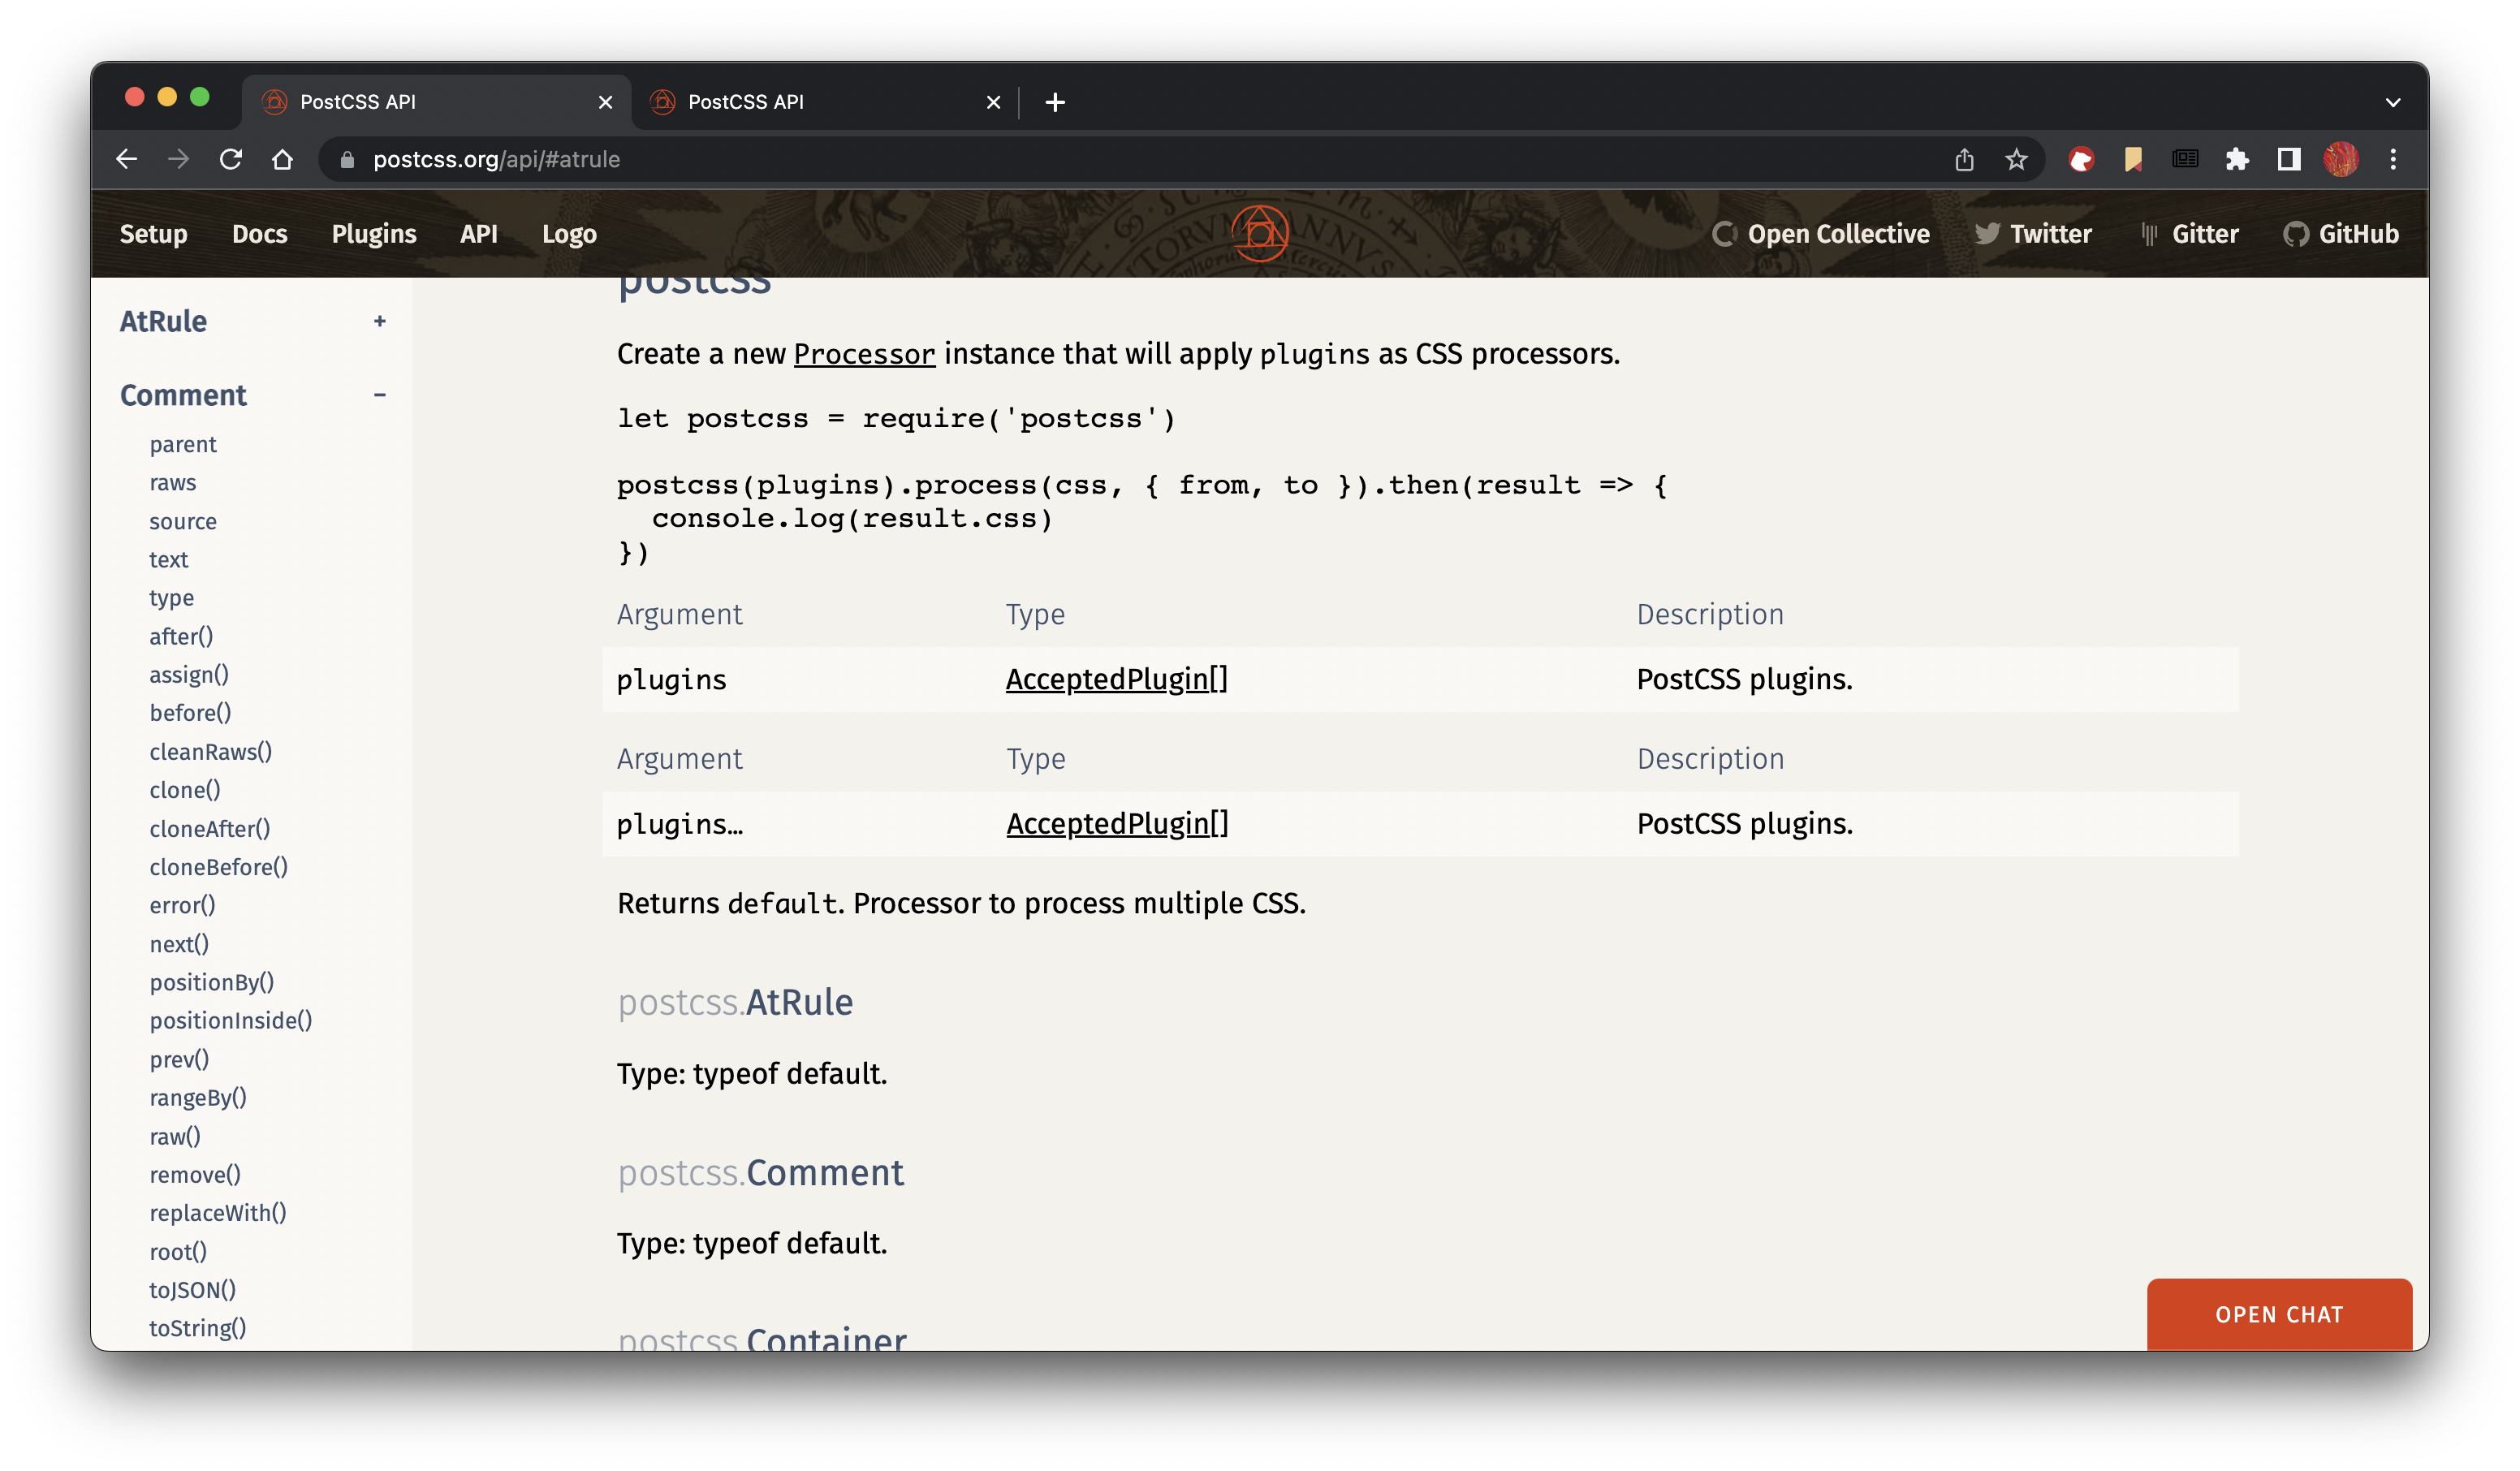 PostCSS API
PostCSS API
postcss.org/api/#atrule
Setup Docs Plugins API Logo
Open Collective Twitter Gitter GitHub
AtRule
Comment
parent
raws
source
text
type
after()
assign()
before()
cleanRaws()
clone()
cloneAfter()
cloneBefore()
error()
next()
positionBy()
positionInside()
prev()
rangeBy()
raw()
remove()
replaceWith()
root()
toJSON()
toString()
postcss
Create a new Processor instance that will apply plugins as CSS processors.
let postcss = require('postcss')
postcss(plugins).process(css, { from, to }).then(result => {
console.log(result.css)
})
Argument Type Description
plugins AcceptedPlugin[] PostCSS plugins.
Argument Type Description
plugins… AcceptedPlugin[] PostCSS plugins.
Returns default. Processor to process multiple CSS.
postcss.AtRule
Type: typeof default.
postcss.Comment
Type: typeof default.
postcss.Container
OPEN CHAT